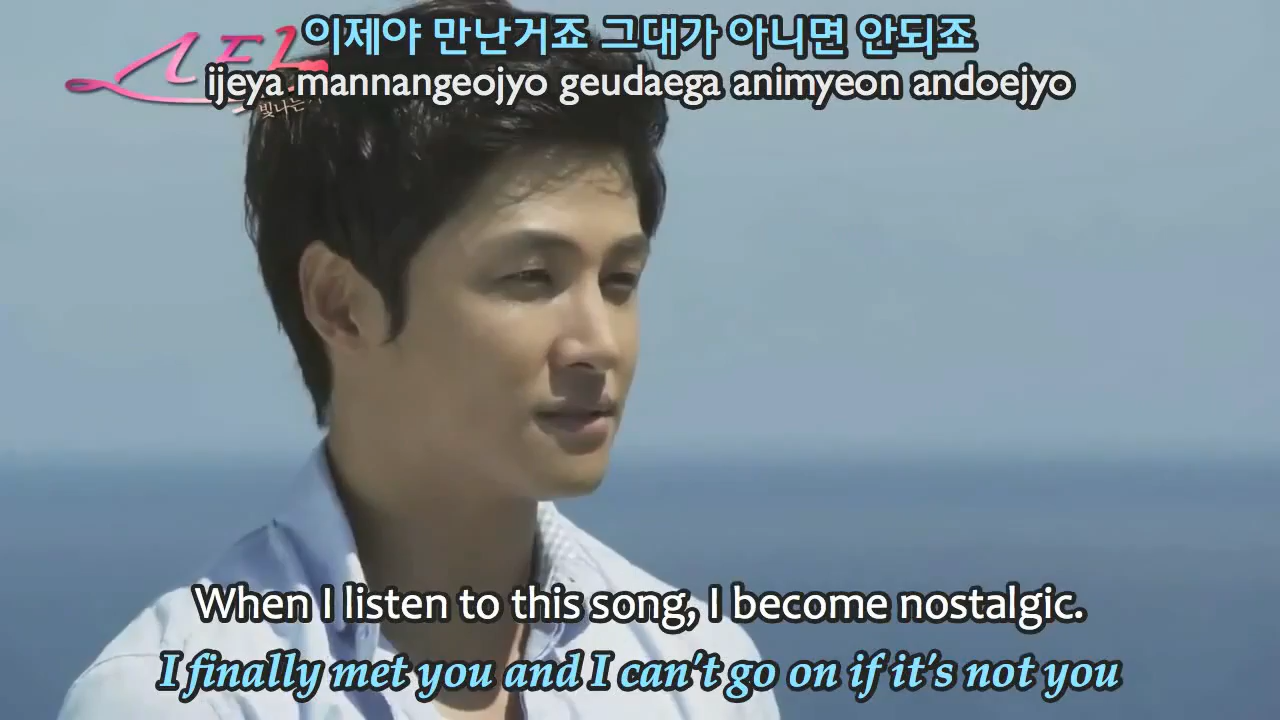 이제야 만난거죠 그대가 아니면 안되죠
ijeya mannangeojyo geudaega animyeon andoejyo
When I listen to this song, I become nostalgic.
I finally met you and I can't go on if it's not you